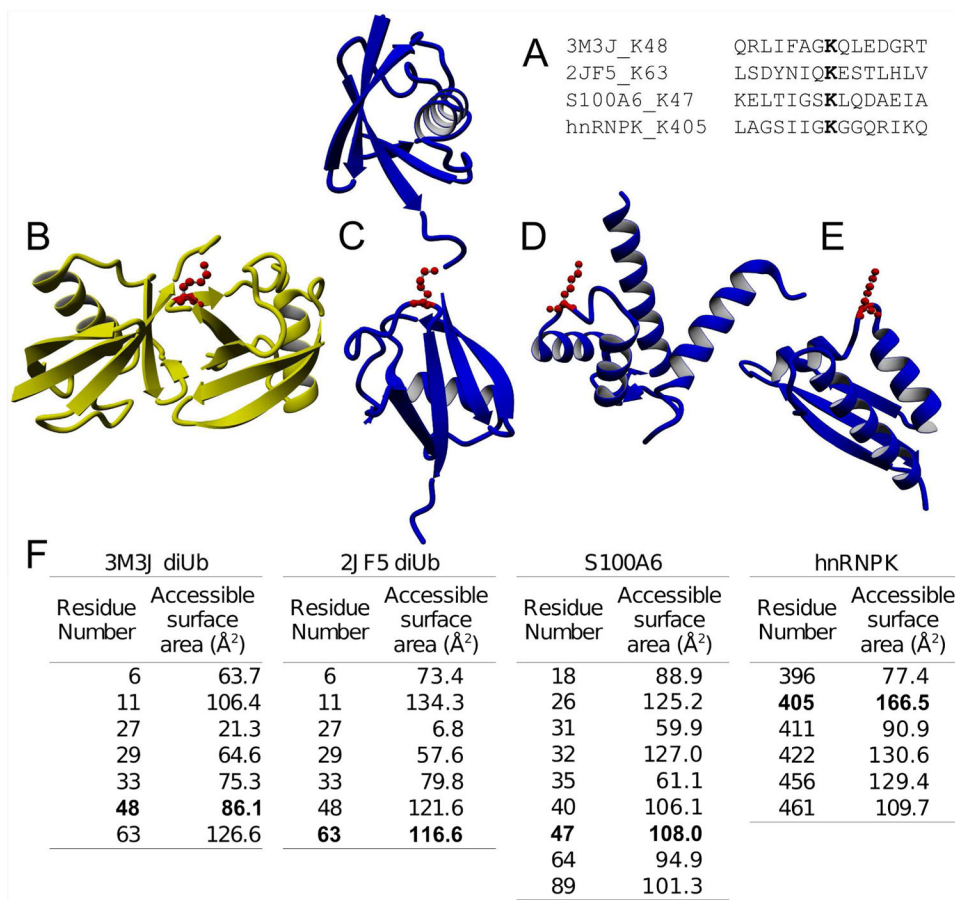 A
3M3J_K48 QRLIFAGKQLEDGRT
2JF5_K63 LSDYNIQKESTLHLV
S100A6_K47 KELTIGSKLQDAEIA
hnRNPK_K405 LAGSIIGKGGQRIKQ
B
C
D
E
F
3M3J diUb
Residue Accessible
Number surface
area (Å²)
6 63.7
11 106.4
27 21.3
29 64.6
33 75.3
48 86.1
63 126.6
2JF5 diUb
Residue Accessible
Number surface
area (Å²)
6 73.4
11 134.3
27 6.8
29 57.6
33 79.8
48 121.6
63 116.6
S100A6
Residue Accessible
Number surface
area (Å²)
18 88.9
26 125.2
31 59.9
32 127.0
35 61.1
40 106.1
47 108.0
64 94.9
89 101.3
hnRNPK
Residue Accessible
Number surface
area (Å²)
396 77.4
405 166.5
411 90.9
422 130.6
456 129.4
461 109.7